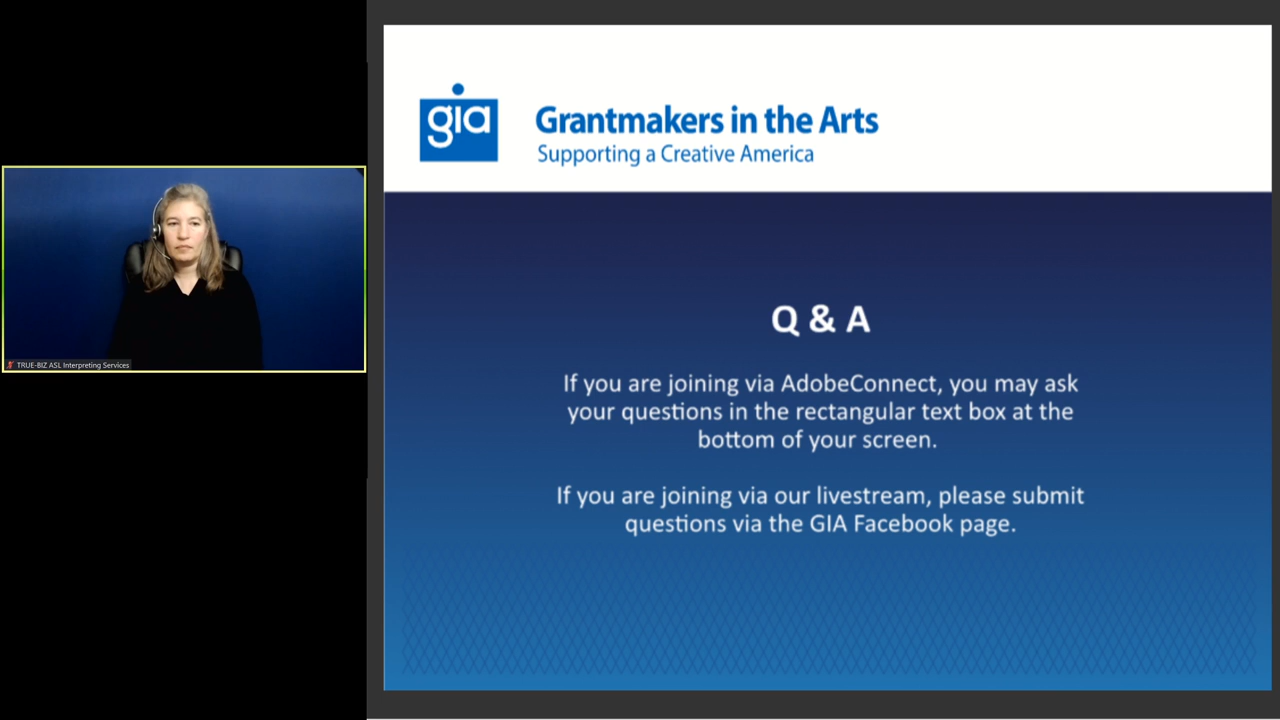 TRUE-BIZ ASL Interpreting Services
gia
Grantmakers in the Arts
Supporting a Creative America
Q & A
If you are joining via AdobeConnect, you may ask
your questions in the rectangular text box at the
bottom of your screen.
If you are joining via our livestream, please submit
questions via the GIA Facebook page.